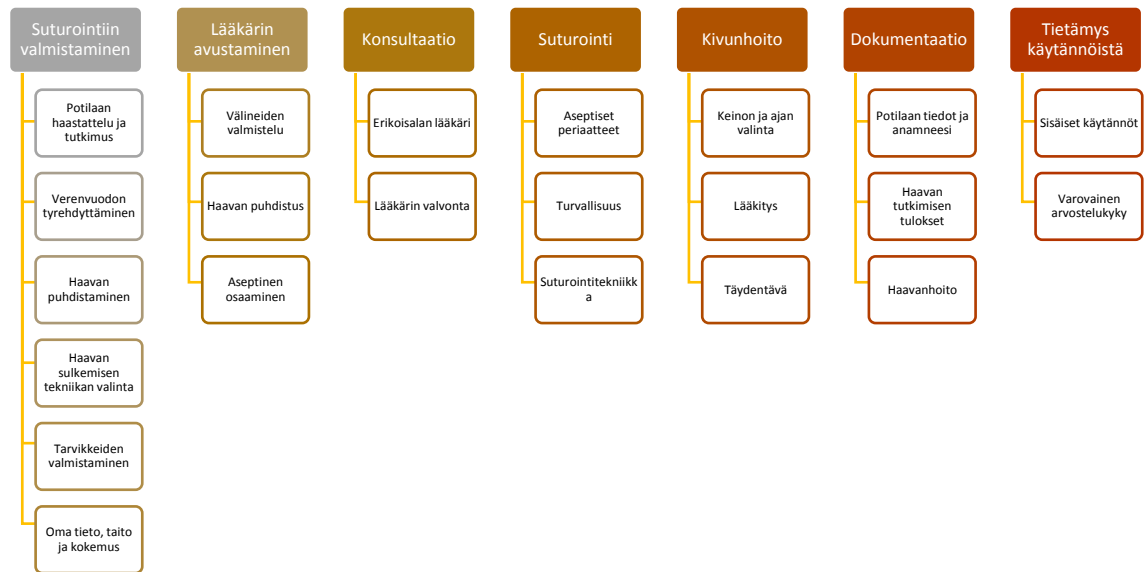 Suturointiin
valmistaminen
Potilaan
haastattelu ja
tutkimus
Verenvuodon
tyrehdyttäminen
Haavan
puhdistaminen
Haavan
sulkemisen
tekniikan valinta
Tarvikkeiden
valmistaminen
Oma tieto, taito
ja kokemus
Lääkärin
avustaminen
Välineiden
valmistelu
Haavan puhdistus
Aseptinen
osaaminen
Konsultaatio
Erikoisalan lääkäri
Lääkärin valvonta
Suturointi
Aseptiset
periaatteet
Turvallisuus
Suturointitekniikk
a
Kivunhoito
Keinon ja ajan
valinta
Lääkitys
Täydentävä
Dokumentaatio
Potilaan tiedot ja
anamneesi
Haavan
tutkimisen
tulokset
Haavanhoito
Tietämys
käytännöistä
Sisäiset käytännöt
Varovainen
arvostelukyky